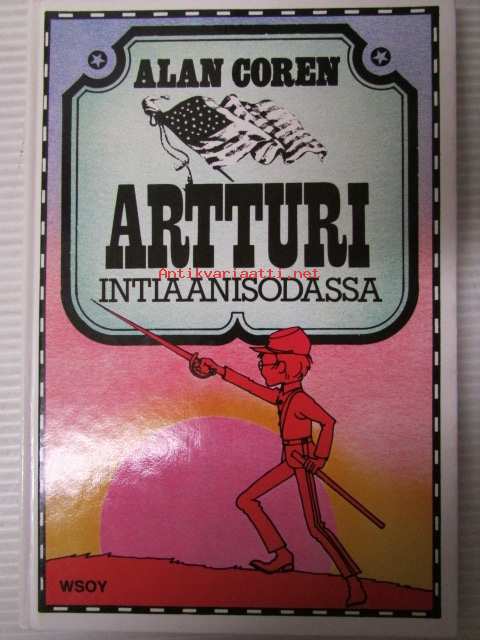 ALAN COREN
ARTTURI
Antikvariaatti.net
INTIAANISODASSA
WSOY